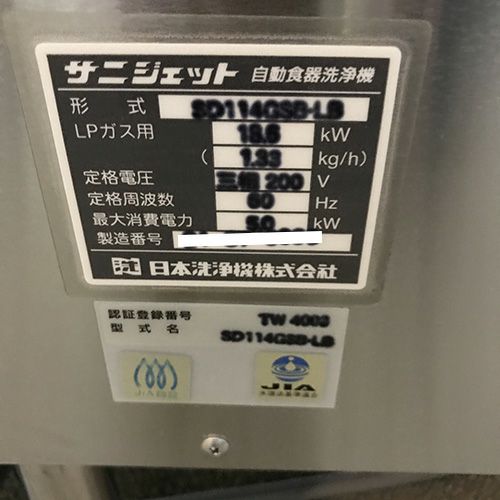 サニジェット 自動食器洗浄機
形 式 SD114GSB-LB
LPガス用 18.6 kW
( 1.33 kg/h)
定格電圧 三相 200 V
定格周波数 60 Hz
最大消費電力 5.0 kW
製造番号
日本洗浄機株式会社
認証登録番号 TW 4003
型式名 SD114GSB-LB
JIA